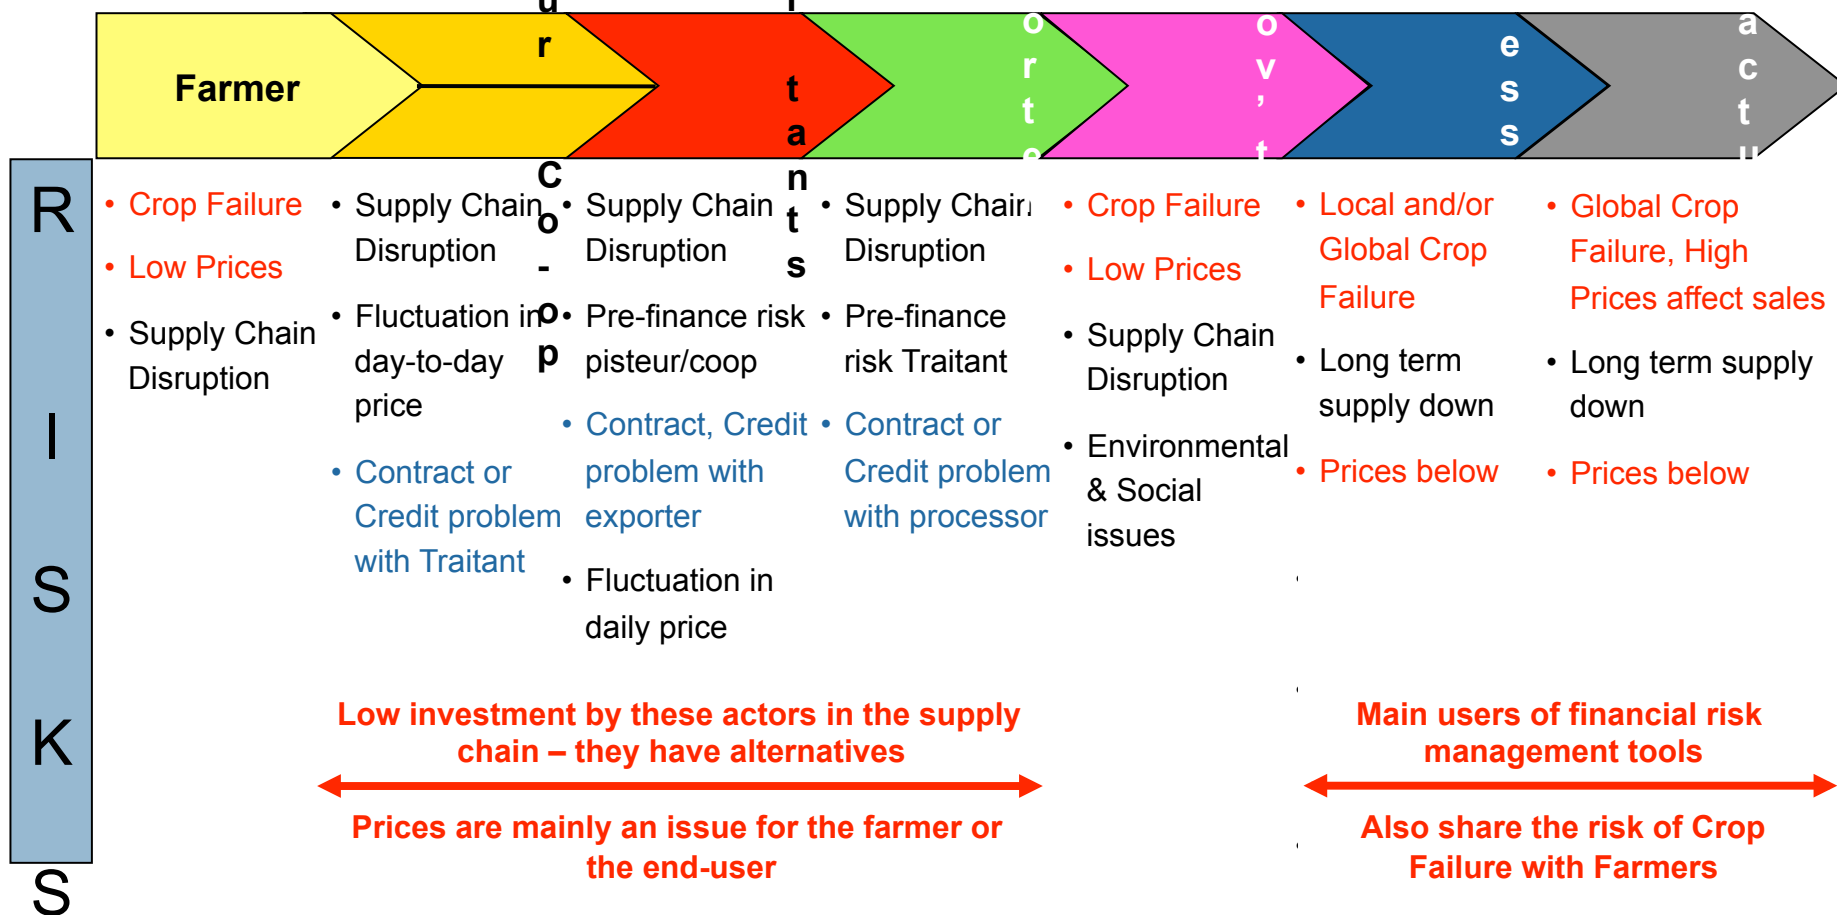 Farmer
u
r
C
o
-
o
p
t
a
n
t
s
o
r
t
e
o
v
’
t
e
s
s
a
c
t
u
R
I
S
K
S
• Crop Failure
• Low Prices
• Supply Chain
Disruption
• Supply Chain
Disruption
• Fluctuation in
day-to-day
price
• Contract or
Credit problem
with Traitant
• Supply Chain
Disruption
• Pre-finance risk
pisteur/coop
• Contract, Credit
problem with
exporter
• Fluctuation in
daily price
• Supply Chain
Disruption
• Pre-finance
risk Traitant
• Contract or
Credit problem
with processor
• Crop Failure
• Low Prices
• Supply Chain
Disruption
• Environmental
& Social
issues
• Local and/or
Global Crop
Failure
• Long term
supply down
• Prices below
• Global Crop
Failure, High
Prices affect sales
• Long term supply
down
• Prices below
Low investment by these actors in the supply
chain – they have alternatives
Prices are mainly an issue for the farmer or
the end-user
Main users of financial risk
management tools
Also share the risk of Crop
Failure with Farmers